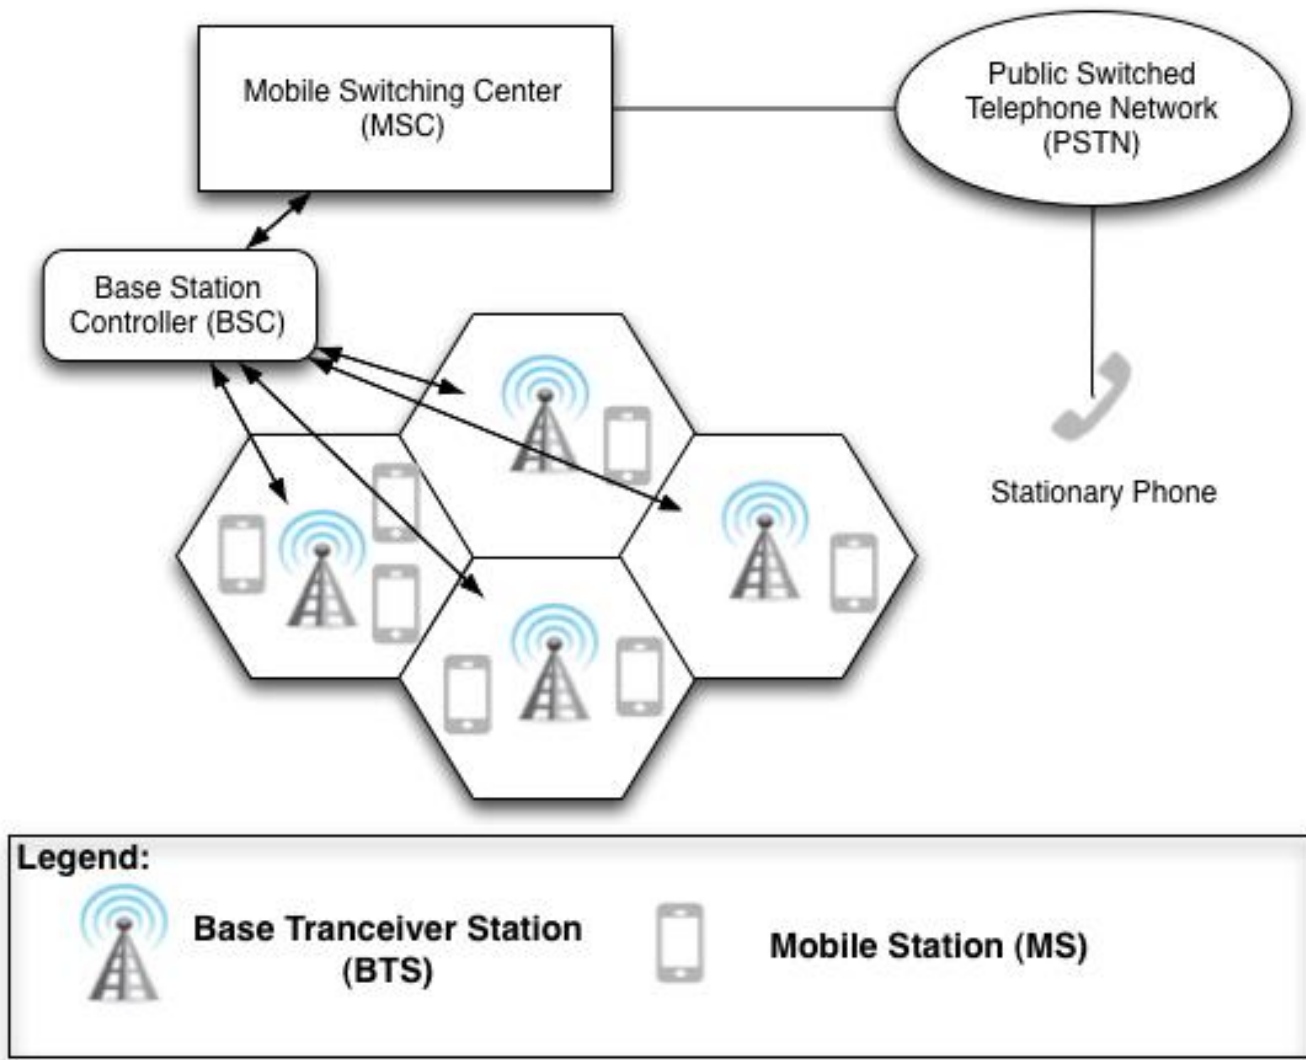 Mobile Switching Center
(MSC)
Public Switched
Telephone Network
(PSTN)
Base Station
Controller (BSC)
Stationary Phone
Legend:
Base Tranceiver Station
(BTS)
Mobile Station (MS)